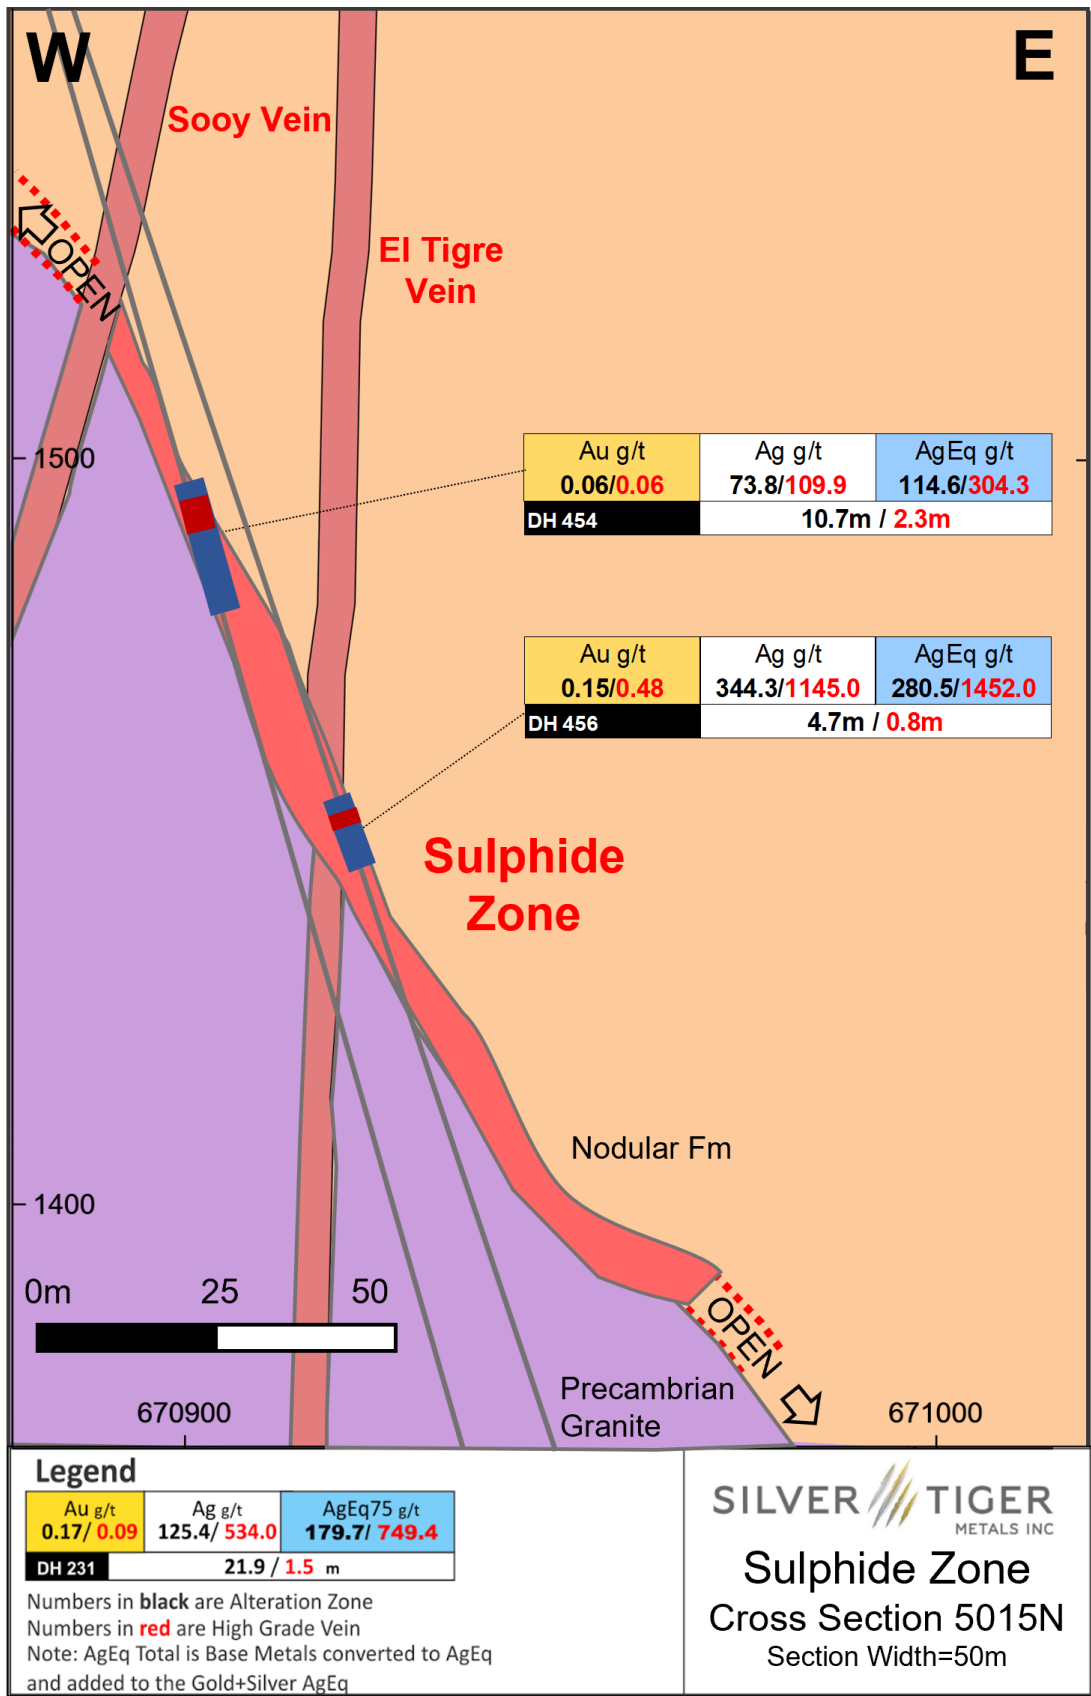 W
E
Sooy Vein
OPEN
El Tigre
Vein
1500
Au g/t
Ag g/t
AgEq g/t
0.06/0.06
73.8/109.9
114.6/304.3
DH 454
10.7m / 2.3m
Au g/t
Ag g/t
AgEq g/t
0.15/0.48
344.3/1145.0
280.5/1452.0
DH 456
4.7m / 0.8m
Sulphide
Zone
Nodular Fm
1400
0m
25
50
OPEN
Precambrian
Granite
670900
671000
Legend
Au g/t
Ag g/t
AgEq75 g/t
0.17/ 0.09
125.4/ 534.0
179.7/ 749.4
DH 231
21.9 / 1.5 m
Numbers in black are Alteration Zone
Numbers in red are High Grade Vein
Note: AgEq Total is Base Metals converted to AgEq
and added to the Gold+Silver AgEq
SILVER TIGER
METALS INC
Sulphide Zone
Cross Section 5015N
Section Width=50m